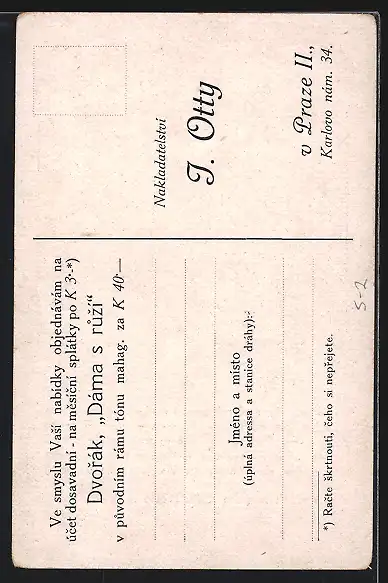 Ve smyslu Vaší nabídky objednávám na
účet dosavadní - na měsíční splátky po K 3·-*)
Dvořák, „Dáma s růží“
v původním rámu tónu mahag. za K 40·—
Jméno a místo
(úplná adressa a stanice dráhy):
*) Račte škrtnouti, čeho si nepřejete.
Nakladatelství
J. Otty
v Praze II.,
Karlovo nám. 34.
5-2